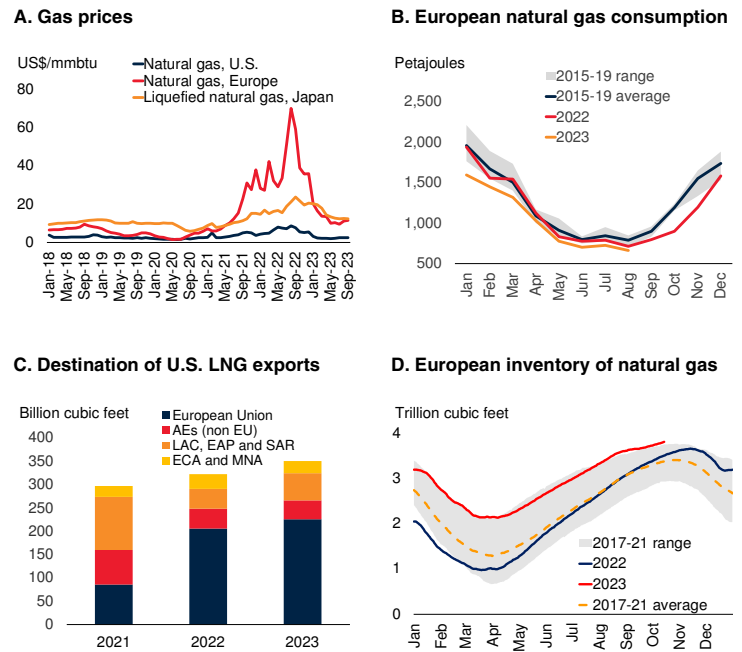 A. Gas prices
US$/mmbtu
Natural gas, U.S.
Natural gas, Europe
Liquefied natural gas, Japan
80
60
40
20
0
Jan-18
May-18
Sep-18
Jan-19
May-19
Sep-19
Jan-20
May-20
Sep-20
Jan-21
May-21
Sep-21
Jan-22
May-22
Sep-22
Jan-23
May-23
Sep-23
B. European natural gas consumption
Petajoules
2015-19 range
2015-19 average
2022
2023
2,500
2,000
1,500
1,000
500
Jan
Feb
Mar
Apr
May
Jun
Jul
Aug
Sep
Oct
Nov
Dec
C. Destination of U.S. LNG exports
Billion cubic feet
European Union
AEs (non EU)
LAC, EAP and SAR
ECA and MNA
400
350
300
250
200
150
100
50
0
2021
2022
2023
D. European inventory of natural gas
Trillion cubic feet
4
3
2
1
0
2017-21 range
2022
2023
2017-21 average
Jan
Feb
Mar
Apr
May
Jun
Jul
Aug
Sep
Oct
Nov
Dec